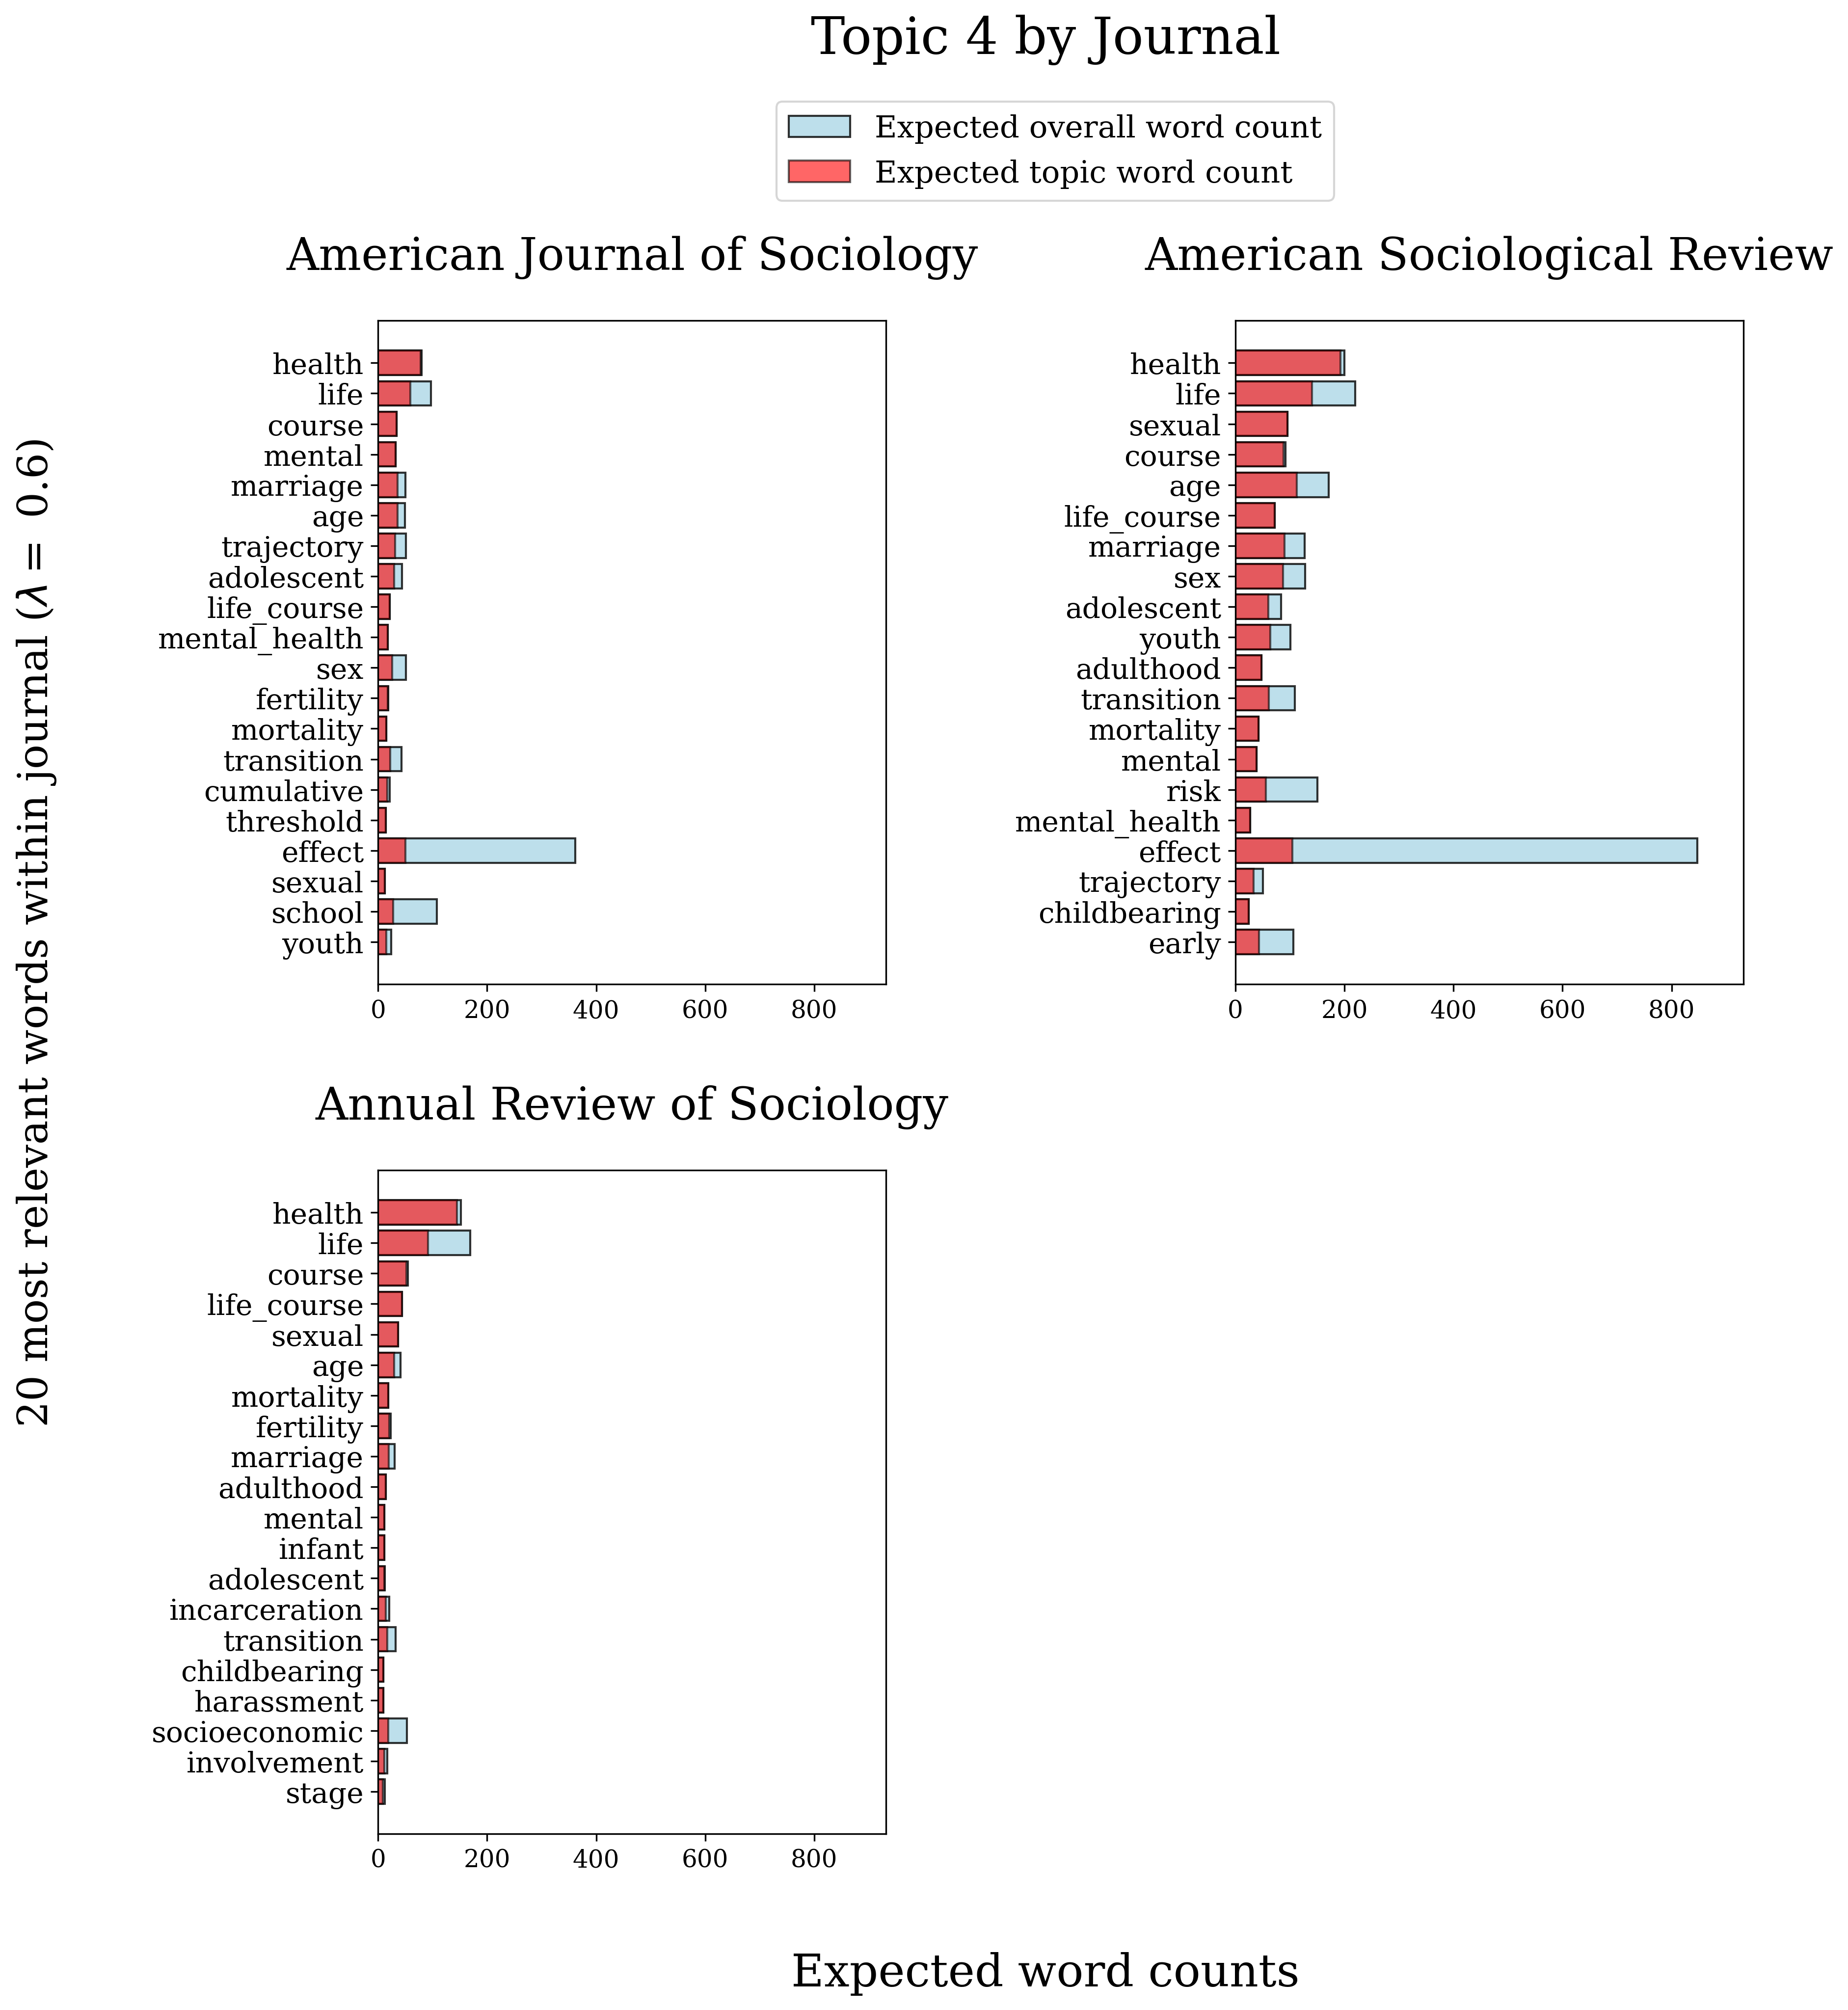 Topic 4 by Journal
Expected overall word count
Expected topic word count
20 most relevant words within journal (λ = 0.6)
American Journal of Sociology
health
life
course
mental
marriage
age
trajectory
adolescent
life_course
mental_health
sex
fertility
mortality
transition
cumulative
threshold
effect
sexual
school
youth
0 200 400 600 800
American Sociological Review
health
life
sexual
course
age
life_course
marriage
sex
adolescent
youth
adulthood
transition
mortality
mental
risk
mental_health
effect
trajectory
childbearing
early
0 200 400 600 800
Annual Review of Sociology
health
life
course
life_course
sexual
age
mortality
fertility
marriage
adulthood
mental
infant
adolescent
incarceration
transition
childbearing
harassment
socioeconomic
involvement
stage
0 200 400 600 800
Expected word counts